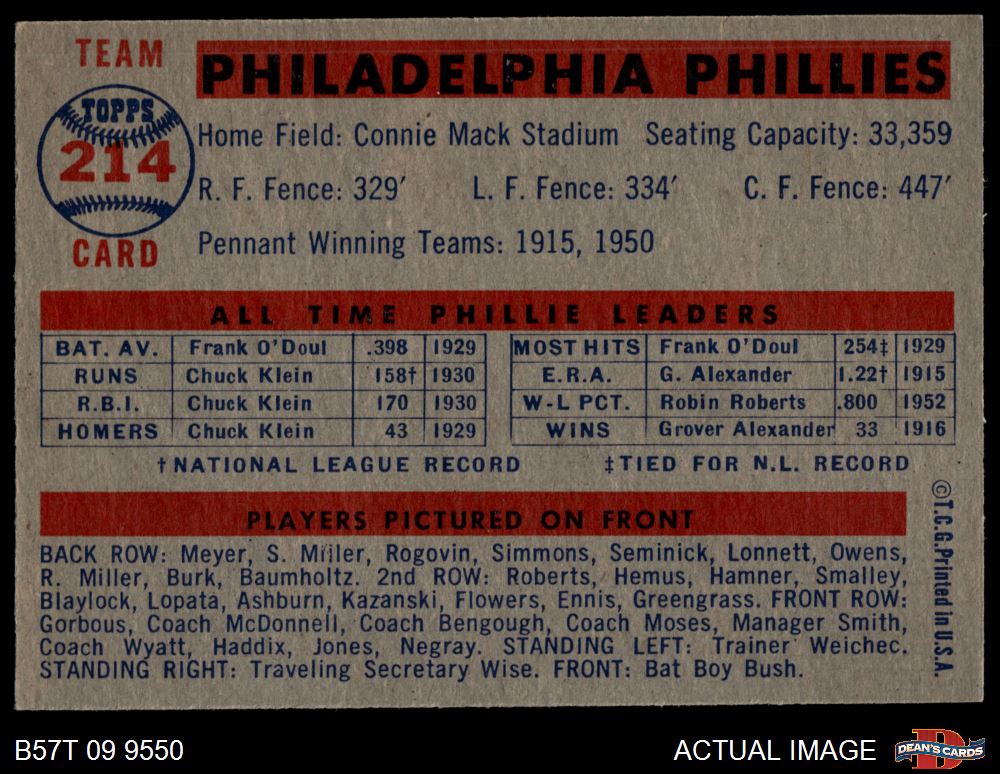 TEAM
TOPPS
214
CARD
PHILADELPHIA PHILLIES
Home Field: Connie Mack Stadium Seating Capacity: 33,359
R. F. Fence: 329′ L. F. Fence: 334′ C. F. Fence: 447′
Pennant Winning Teams: 1915, 1950
ALL TIME PHILLIE LEADERS
BAT. AV. Frank O'Doul .398 1929 MOST HITS Frank O'Doul 254‡ 1929
RUNS Chuck Klein 158† 1930 E.R.A. G. Alexander 1.22† 1915
R.B.I. Chuck Klein 170 1930 W-L PCT. Robin Roberts .800 1952
HOMERS Chuck Klein 43 1929 WINS Grover Alexander 33 1916
†NATIONAL LEAGUE RECORD ‡TIED FOR N.L. RECORD
PLAYERS PICTURED ON FRONT
BACK ROW: Meyer, S. Miller, Rogovin, Simmons, Seminick, Lonnett, Owens,
R. Miller, Burk, Baumholtz. 2nd ROW: Roberts, Hemus, Hamner, Smalley,
Blaylock, Lopata, Ashburn, Kazanski, Flowers, Ennis, Greengrass. FRONT ROW:
Gorbous, Coach McDonnell, Coach Bengough, Coach Moses, Manager Smith,
Coach Wyatt, Haddix, Jones, Negray. STANDING LEFT: Trainer Weichec.
STANDING RIGHT: Traveling Secretary Wise. FRONT: Bat Boy Bush.
©T.C.G. Printed in U.S.A.
B57T 09 9550 ACTUAL IMAGE
DEAN'S CARDS